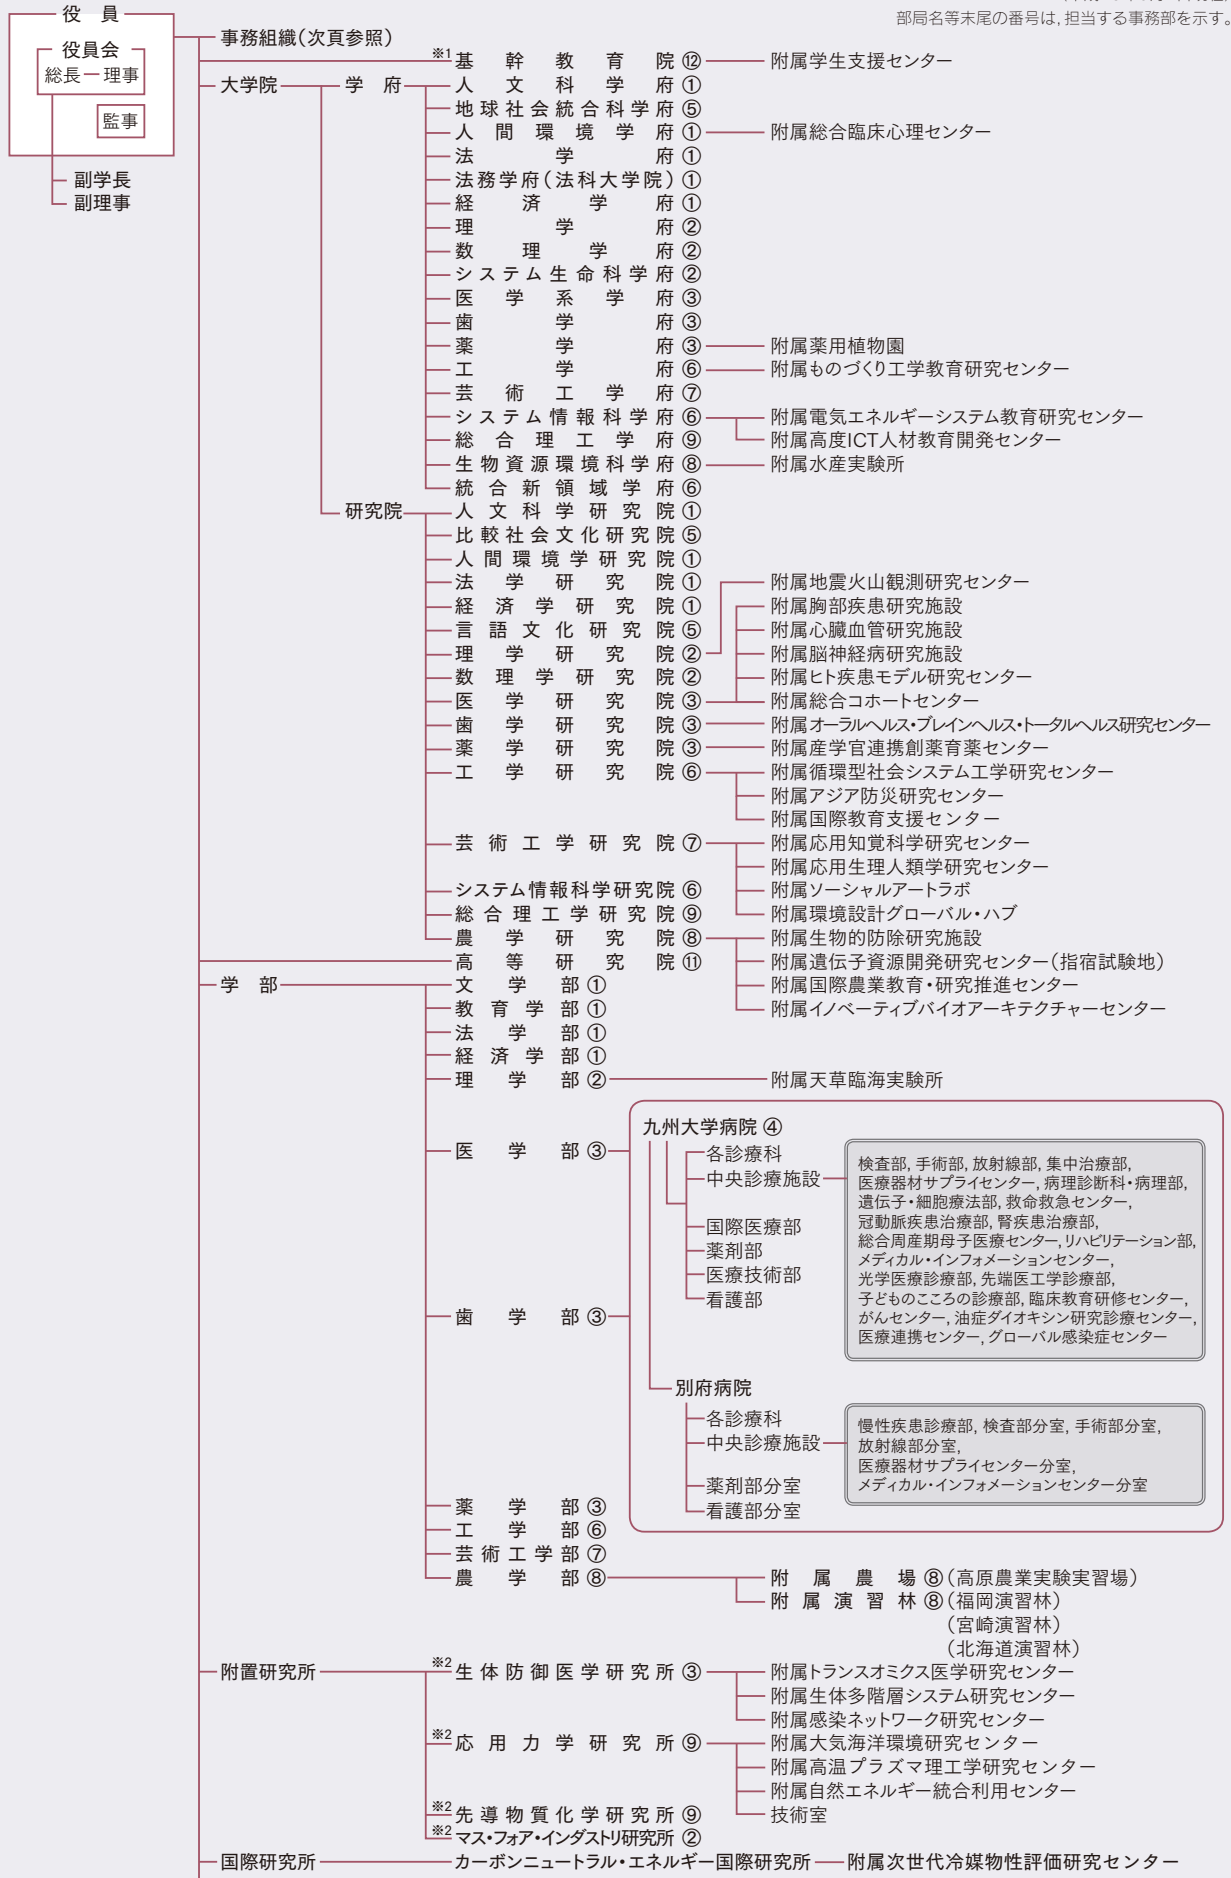 部局名等末尾の番号は，担当する事務部を示す。
役 員
役員会
総長 理事
監事
副学長
副理事
事務組織（次頁参照）
※1 基幹教育院 ⑫ 附属学生支援センター
大学院 学 府 人文科学府 ①
地球社会統合科学府 ⑤
人間環境学府 ① 附属総合臨床心理センター
法学府 ①
法務学府（法科大学院）①
経済学府 ①
理学府 ②
数理学府 ②
システム生命科学府 ②
医学系学府 ③
歯学府 ③
薬学府 ③ 附属薬用植物園
工学府 ⑥ 附属ものづくり工学教育研究センター
芸術工学府 ⑦
システム情報科学府 ⑥ 附属電気エネルギーシステム教育研究センター
附属高度ICT人材教育開発センター
総合理工学府 ⑨
生物資源環境科学府 ⑧ 附属水産実験所
統合新領域学府 ⑥
研究院 人文科学研究院 ①
比較社会文化研究院 ⑤
人間環境学研究院 ①
法学研究院 ①
経済学研究院 ①
言語文化研究院 ⑤
理学研究院 ② 附属地震火山観測研究センター
数理学研究院 ②
医学研究院 ③ 附属胸部疾患研究施設
附属心臓血管研究施設
附属脳神経病研究施設
附属ヒト疾患モデル研究センター
附属総合コホートセンター
歯学研究院 ③ 附属オーラルヘルス・ブレインヘルス・トータルヘルス研究センター
薬学研究院 ③ 附属産学官連携創薬育薬センター
工学研究院 ⑥ 附属循環型社会システム工学研究センター
附属アジア防災研究センター
附属国際教育支援センター
芸術工学研究院 ⑦ 附属応用知覚科学研究センター
附属応用生理人類学研究センター
附属ソーシャルアートラボ
附属環境設計グローバル・ハブ
システム情報科学研究院 ⑥
総合理工学研究院 ⑨
農学研究院 ⑧ 附属生物的防除研究施設
附属遺伝子資源開発研究センター（指宿試験地）
附属国際農業教育・研究推進センター
附属イノベーティブバイオアーキテクチャーセンター
高等研究院 ⑪
学 部 文学部 ①
教育学部 ①
法学部 ①
経済学部 ①
理学部 ② 附属天草臨海実験所
医学部 ③
歯学部 ③
九州大学病院 ④
各診療科
中央診療施設
検査部，手術部，放射線部，集中治療部，
医療器材サプライセンター，病理診断科・病理部，
遺伝子・細胞療法部，救命救急センター，
冠動脈疾患治療部，腎疾患治療部，
総合周産期母子医療センター，リハビリテーション部，
メディカル・インフォメーションセンター，
光学医療診療部，先端医工学診療部，
子どものこころの診療部，臨床教育研修センター，
がんセンター，油症ダイオキシン研究診療センター，
医療連携センター，グローバル感染症センター
国際医療部
薬剤部
医療技術部
看護部
別府病院
各診療科
中央診療施設
慢性疾患診療部，検査部分室，手術部分室，
放射線部分室，
医療器材サプライセンター分室，
メディカル・インフォメーションセンター分室
薬剤部分室
看護部分室
薬学部 ③
工学部 ⑥
芸術工学部 ⑦
農学部 ⑧ 附属農場 ⑧（高原農業実験実習場）
附属演習林 ⑧（福岡演習林）
（宮崎演習林）
（北海道演習林）
附置研究所 ※2 生体防御医学研究所 ③ 附属トランスオミクス医学研究センター
附属生体多階層システム研究センター
附属感染ネットワーク研究センター
※2 応用力学研究所 ⑨ 附属大気海洋環境研究センター
附属高温プラズマ理工学研究センター
附属自然エネルギー統合利用センター
技術室
※2 先導物質化学研究所 ⑨
※2 マス・フォア・インダストリ研究所 ②
国際研究所 カーボンニュートラル・エネルギー国際研究所 附属次世代冷媒物性評価研究センター